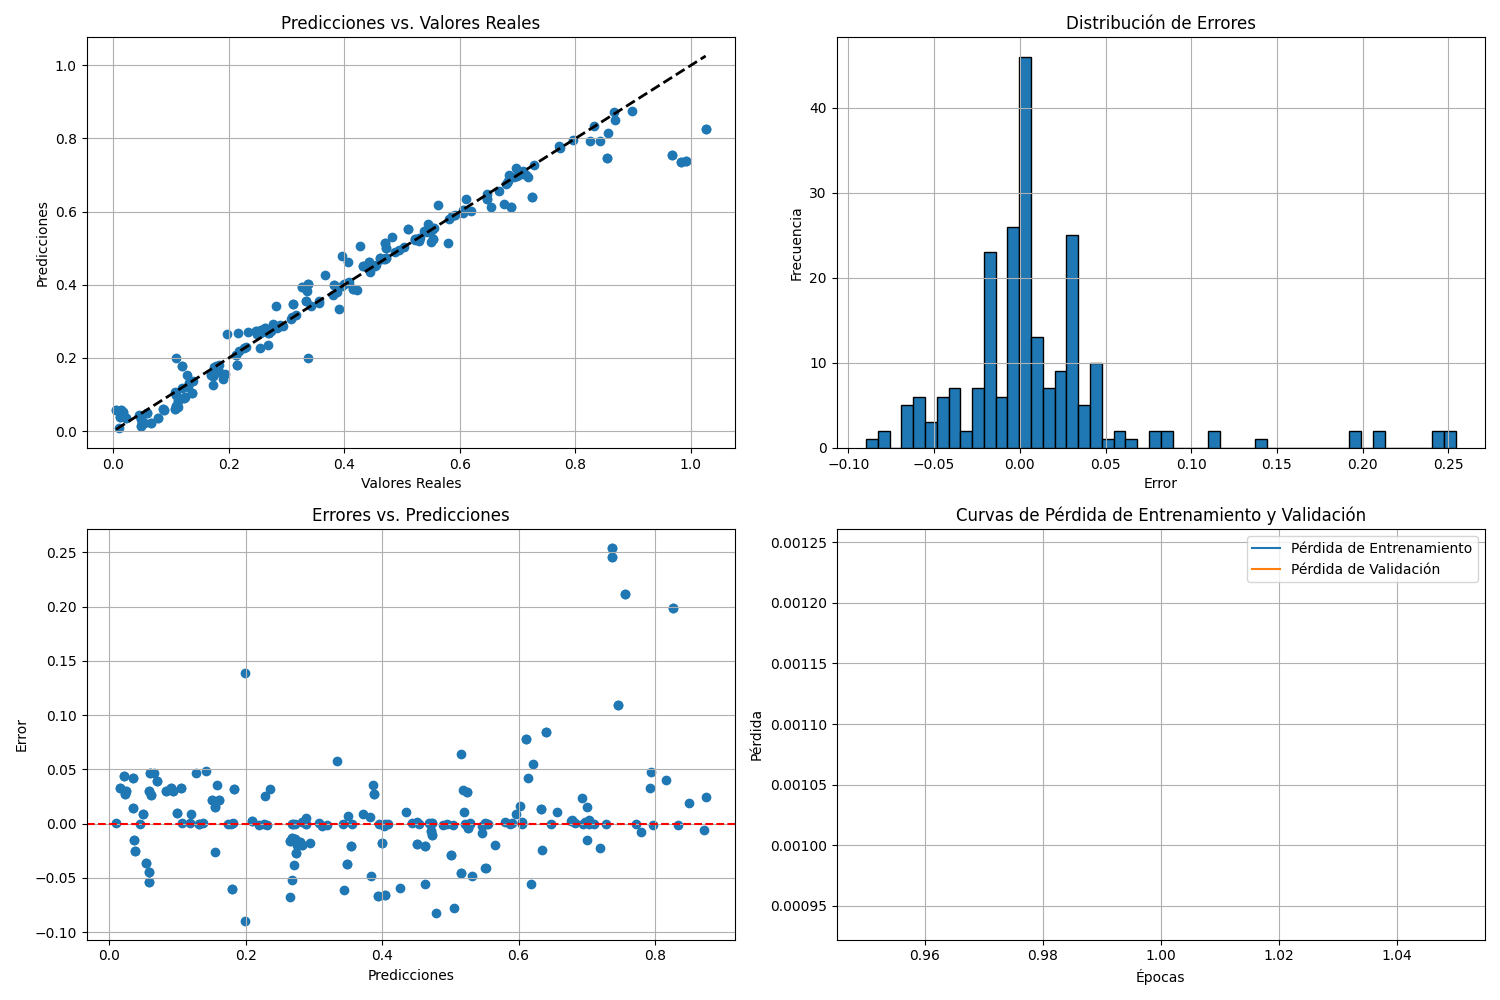 Predicciones vs. Valores Reales
Predicciones
1.0
0.8
0.6
0.4
0.2
0.0
0.0 0.2 0.4 0.6 0.8 1.0
Valores Reales
Distribución de Errores
Frecuencia
40
30
20
10
0
−0.10 −0.05 0.00 0.05 0.10 0.15 0.20 0.25
Error
Errores vs. Predicciones
Error
0.25
0.20
0.15
0.10
0.05
0.00
−0.05
−0.10
0.0 0.2 0.4 0.6 0.8
Predicciones
Curvas de Pérdida de Entrenamiento y Validación
Pérdida de Entrenamiento
Pérdida de Validación
Pérdida
0.00125
0.00120
0.00115
0.00110
0.00105
0.00100
0.00095
0.96 0.98 1.00 1.02 1.04
Épocas